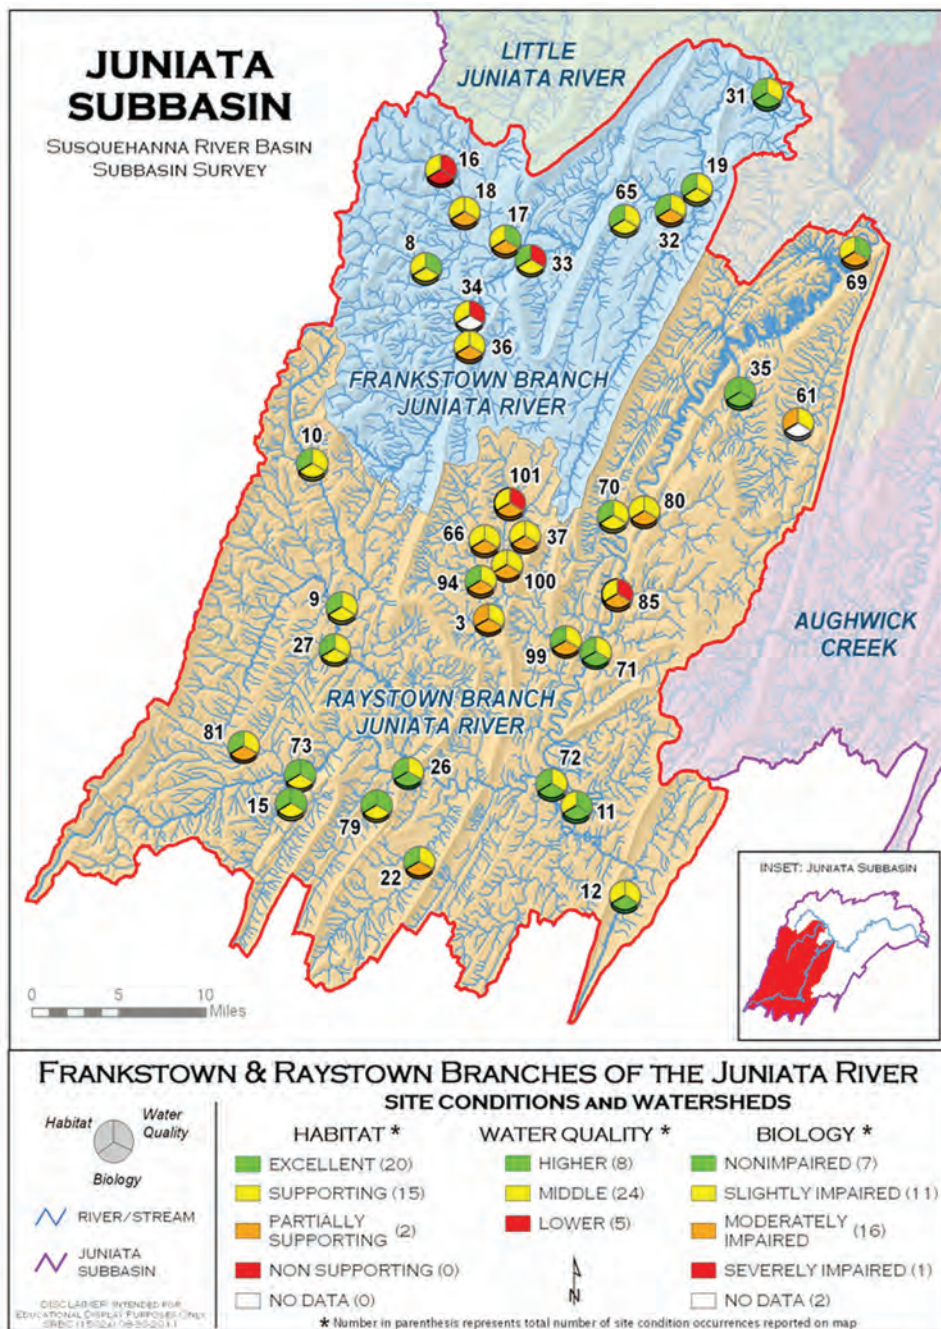 JUNIATA
SUBBASIN
SUSQUEHANNA RIVER BASIN
SUBBASIN SURVEY
LITTLE
JUNIATA RIVER
31
16
19
18
65
17
8
32
33
69
34
36
35
FRANKSTOWN BRANCH
JUNIATA RIVER
61
10
101
70
80
66
37
100
94
9
85
3
27
99
71
AUGHWICK
CREEK
RAYSTOWN BRANCH
JUNIATA RIVER
81
73
26
72
15
79
11
22
12
INSET: JUNIATA SUBBASIN
0 5 10
Miles
FRANKSTOWN & RAYSTOWN BRANCHES OF THE JUNIATA RIVER
SITE CONDITIONS AND WATERSHEDS
Habitat
Water
Quality
Biology
RIVER/STREAM
JUNIATA
SUBBASIN
DISCLAIMER: INTENDED FOR
EDUCATIONAL DISPLAY PURPOSES ONLY.
HABITAT *
EXCELLENT (20)
SUPPORTING (15)
PARTIALLY
SUPPORTING (2)
NON SUPPORTING (0)
NO DATA (0)
WATER QUALITY *
HIGHER (8)
MIDDLE (24)
LOWER (5)
N
BIOLOGY *
NONIMPAIRED (7)
SLIGHTLY IMPAIRED (11)
MODERATELY
IMPAIRED (16)
SEVERELY IMPAIRED (1)
NO DATA (2)
* Number in parenthesis represents total number of site condition occurrences reported on map